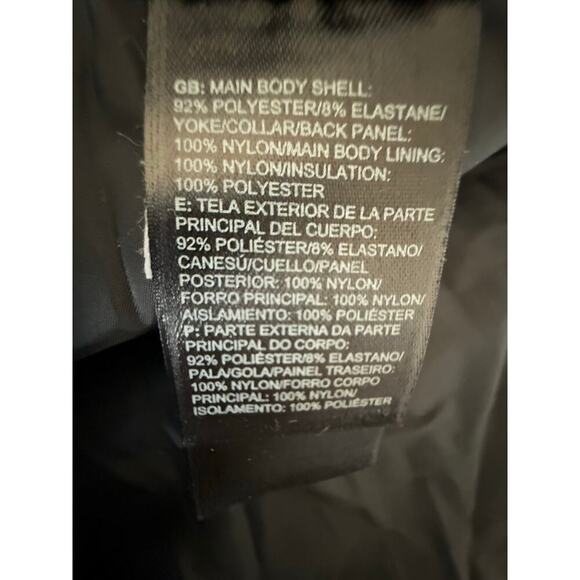 GB: MAIN BODY SHELL:
92% POLYESTER/8% ELASTANE/
YOKE/COLLAR/BACK PANEL:
100% NYLON/MAIN BODY LINING:
100% NYLON/INSULATION:
100% POLYESTER
E: TELA EXTERIOR DE LA PARTE
PRINCIPAL DEL CUERPO:
92% POLIÉSTER/8% ELASTANO/
CANESÚ/CUELLO/PANEL
POSTERIOR: 100% NYLON/
FORRO PRINCIPAL: 100% NYLON/
AISLAMIENTO: 100% POLIÉSTER
P: PARTE EXTERNA DA PARTE
PRINCIPAL DO CORPO:
92% POLIÉSTER/8% ELASTANO/
PALA/GOLA/PAINEL TRASEIRO:
100% NYLON/FORRO CORPO
PRINCIPAL: 100% NYLON/
ISOLAMENTO: 100% POLIÉSTER